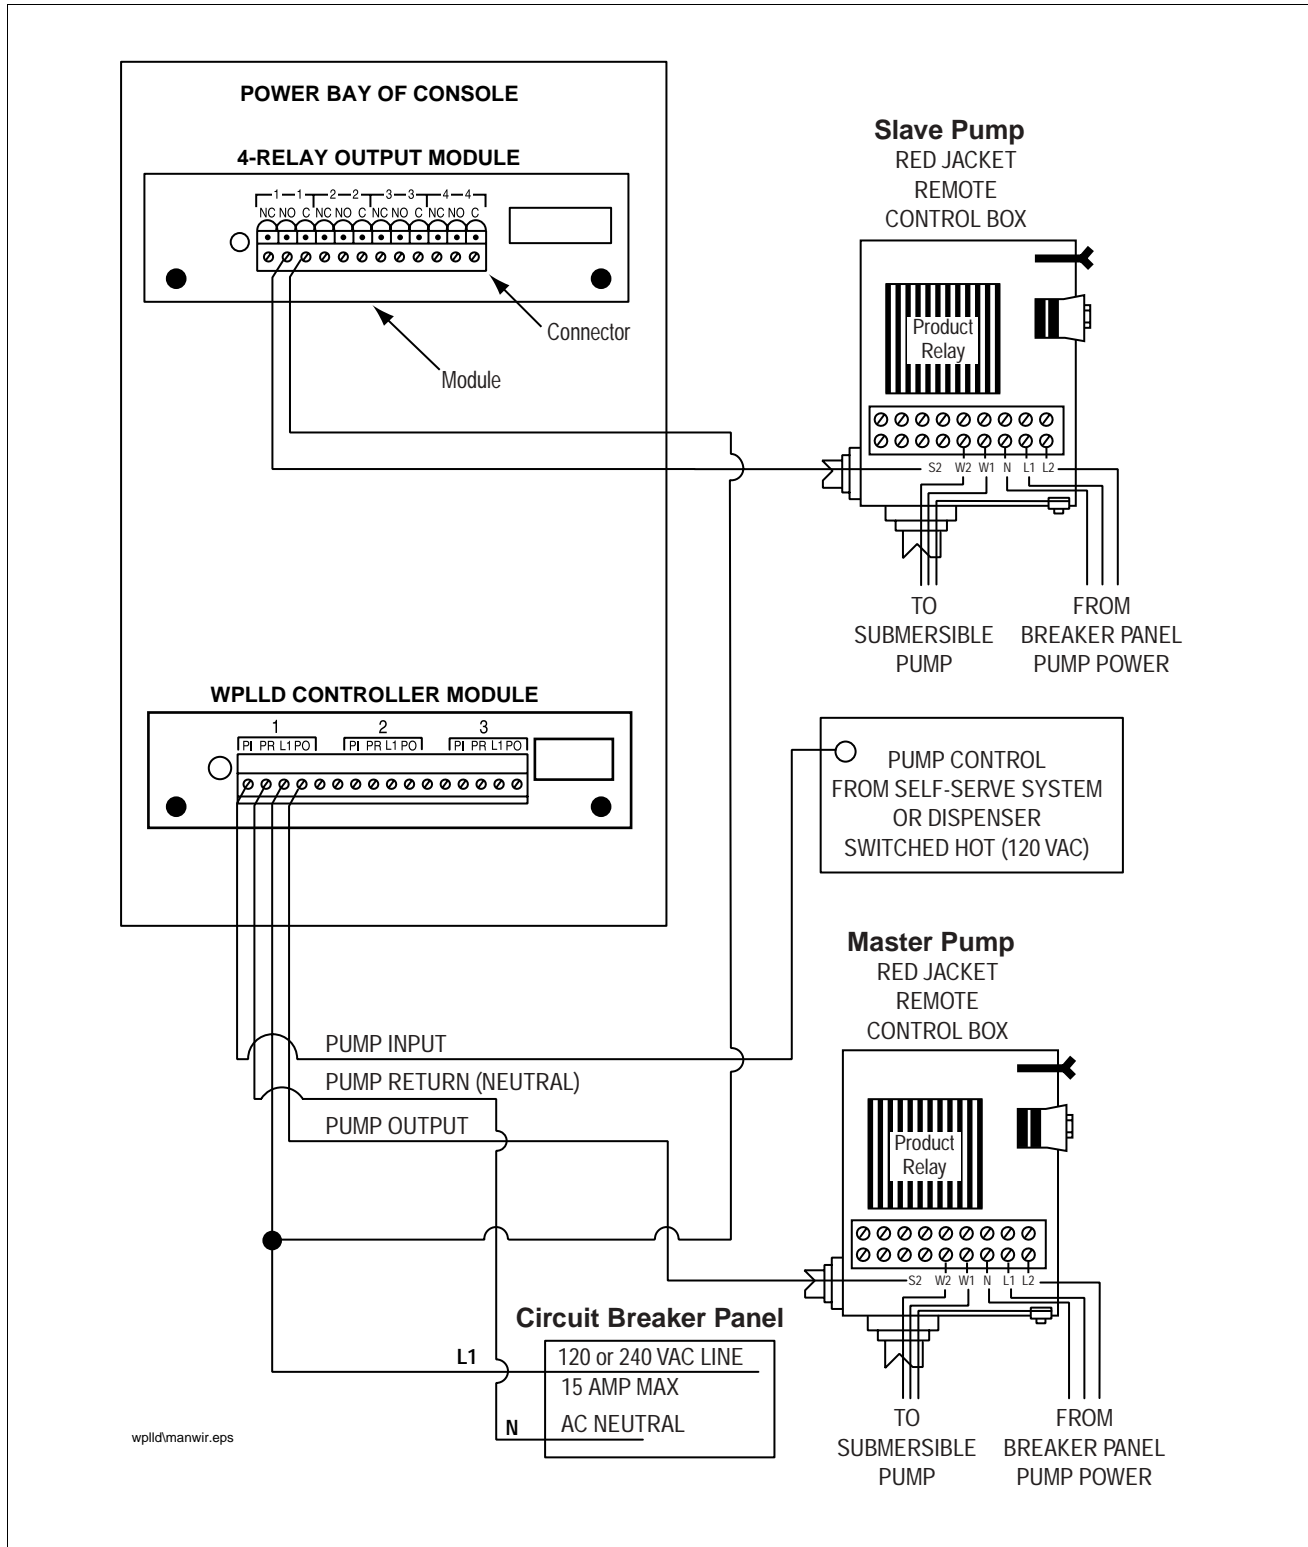 POWER BAY OF CONSOLE
4-RELAY OUTPUT MODULE
1 1 2 2 3 3 4 4
NC NO C NC NO C NC NO C NC NO C
Connector
Module
Slave Pump
RED JACKET
REMOTE
CONTROL BOX
Product
Relay
S2 W2 W1 N L1 L2
TO
SUBMERSIBLE
PUMP
FROM
BREAKER PANEL
PUMP POWER
WPLLD CONTROLLER MODULE
1 2 3
PI PR L1 PO PI PR L1 PO PI PR L1 PO
PUMP CONTROL
FROM SELF-SERVE SYSTEM
OR DISPENSER
SWITCHED HOT (120 VAC)
PUMP INPUT
PUMP RETURN (NEUTRAL)
PUMP OUTPUT
Master Pump
RED JACKET
REMOTE
CONTROL BOX
Product
Relay
S2 W2 W1 N L1 L2
TO
SUBMERSIBLE
PUMP
FROM
BREAKER PANEL
PUMP POWER
Circuit Breaker Panel
L1 120 or 240 VAC LINE
15 AMP MAX
N AC NEUTRAL
wplld\manwir.eps